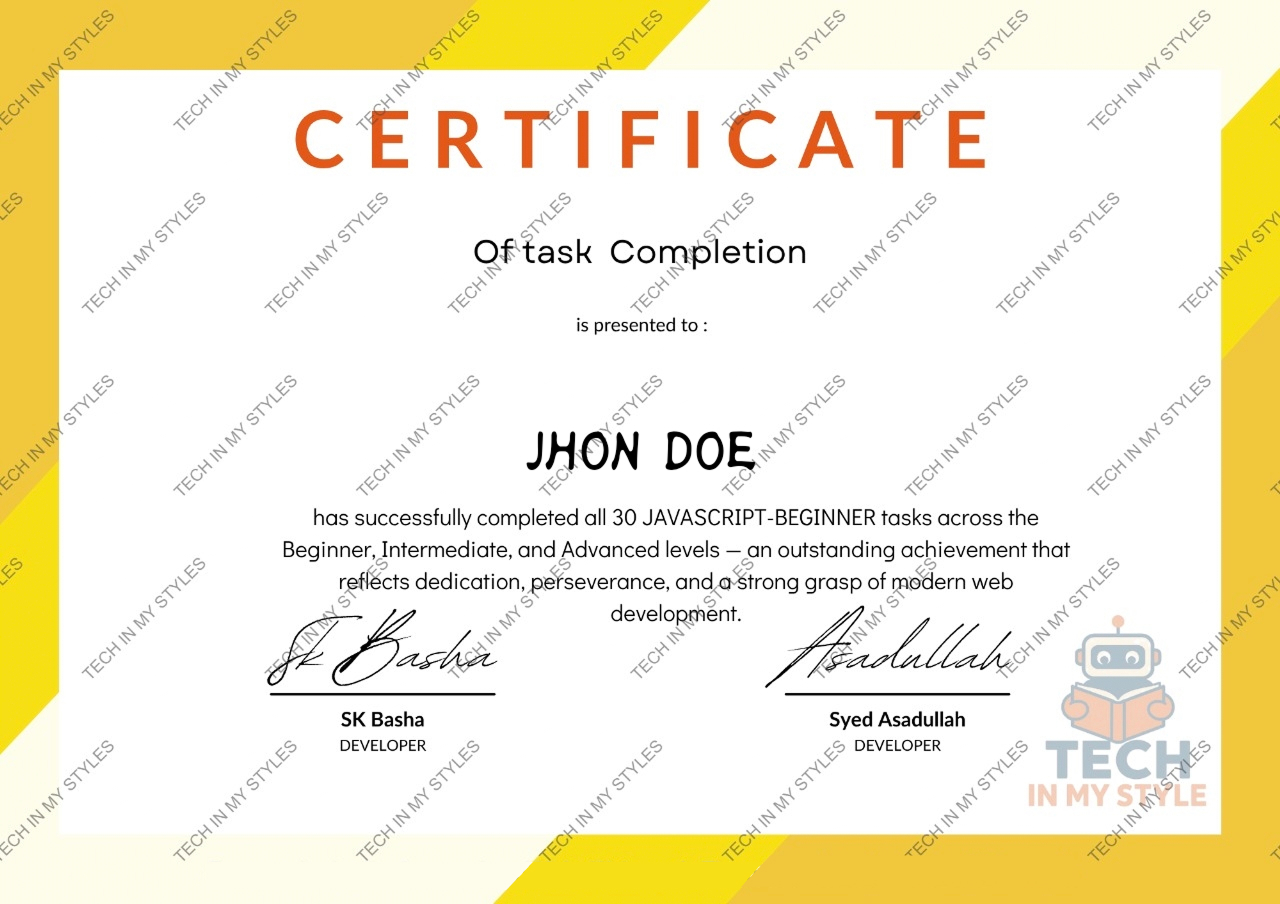 CERTIFICATE
Of task Completion
is presented to :
JHON DOE
has successfully completed all 30 JAVASCRIPT-BEGINNER tasks across the
Beginner, Intermediate, and Advanced levels — an outstanding achievement that
reflects dedication, perseverance, and a strong grasp of modern web
development.
Sk Basha
Asadullah
SK Basha
Syed Asadullah
DEVELOPER
DEVELOPER
TECH
IN MY STYLE
TECH IN MY STYLES